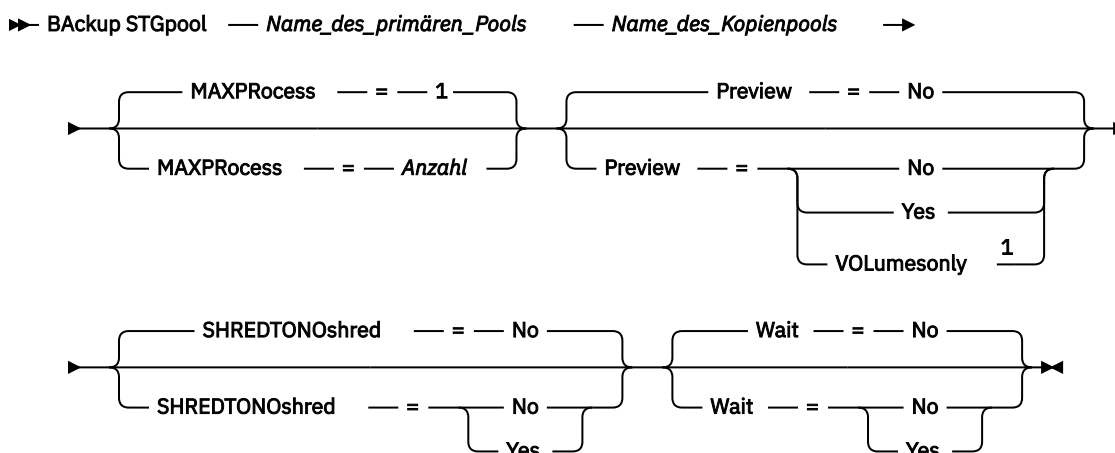 BAckup STGpool Name_des_primären_Pools Name_des_Kopienpools
MAXPRocess = 1 Preview = No
MAXPRocess = Anzahl Preview = No
Yes
VOLumesonly 1
SHREDTONOshred = No Wait = No
SHREDTONOshred = No Wait = No
Yes Yes